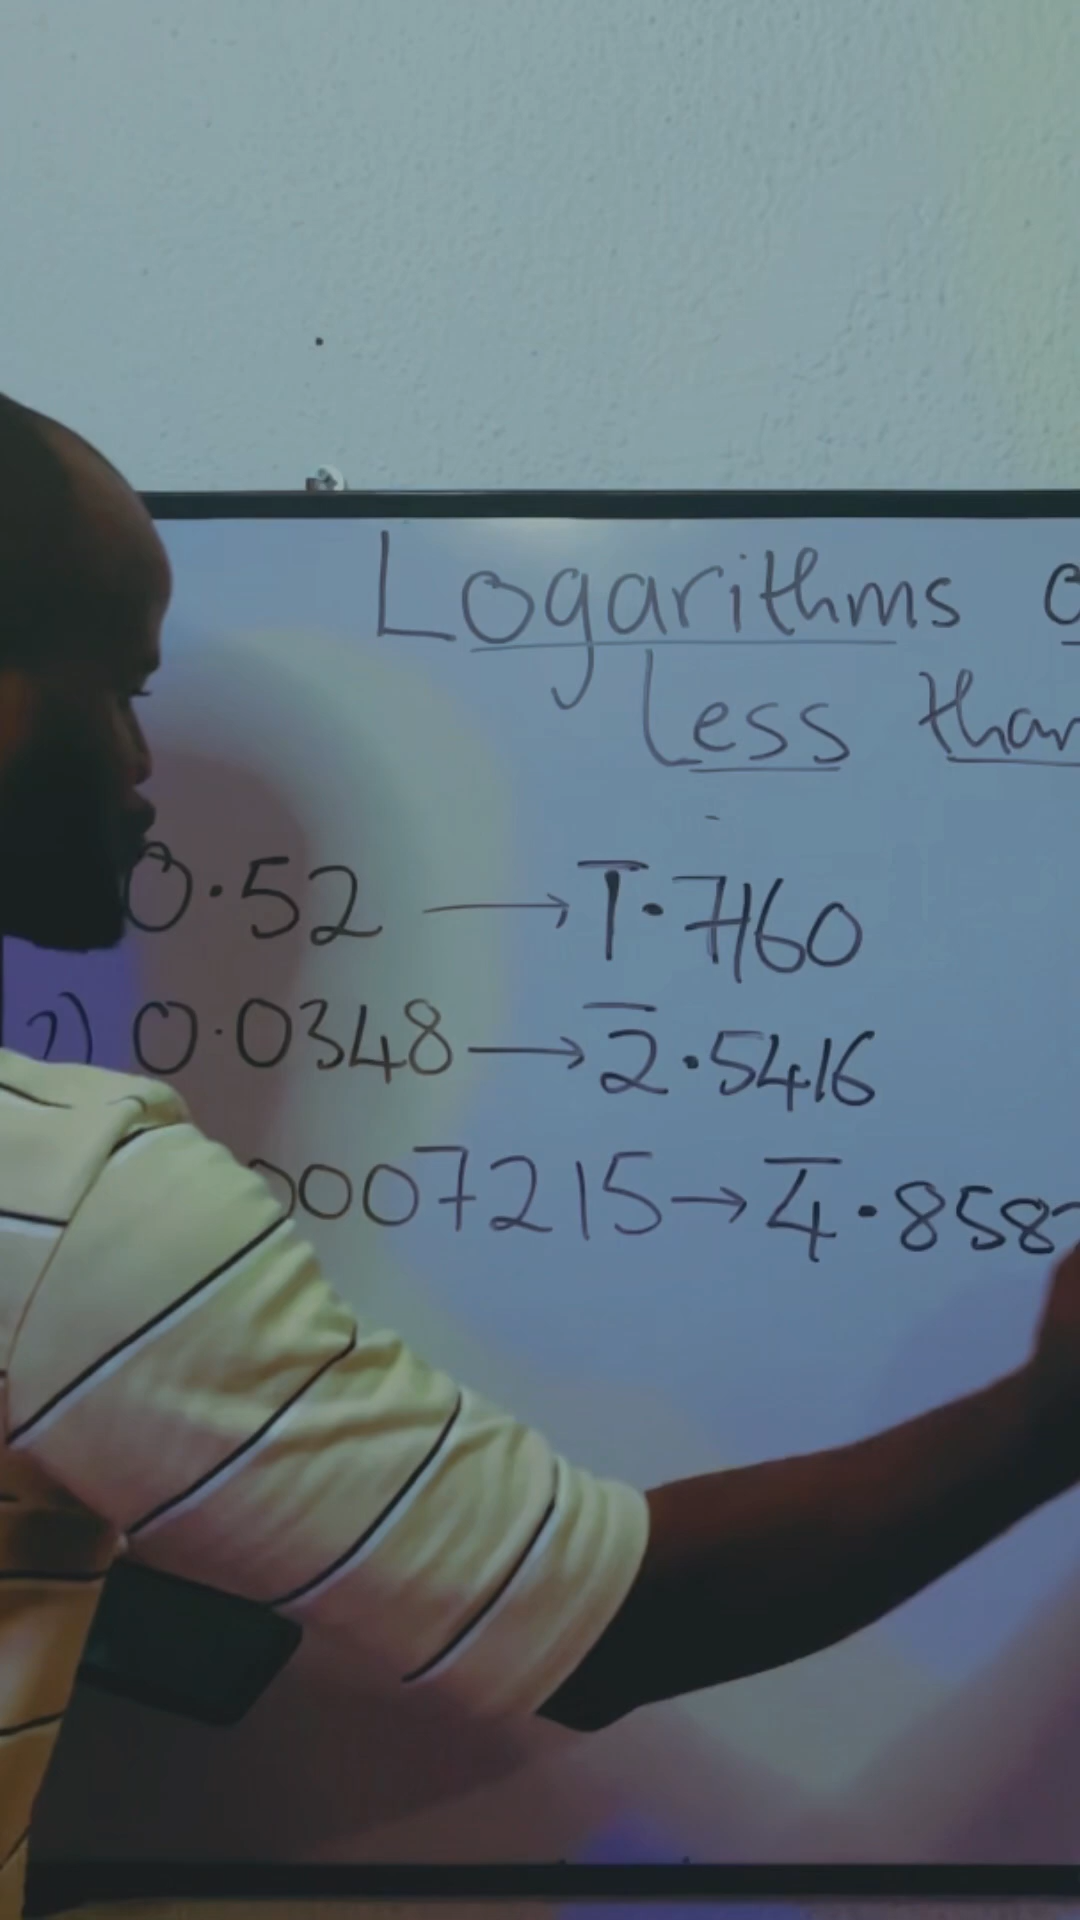 Logarithms o
Less than
0.52 → 1̅.7160
2) 0.0348 → 2̅.5416
0007215 → 4̅.858